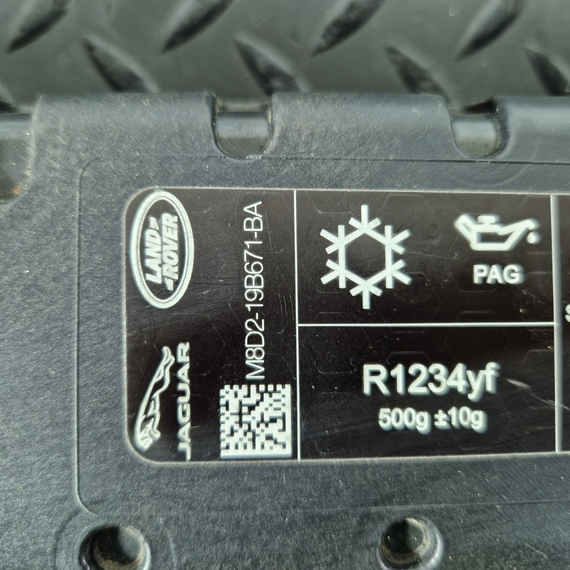 LAND ROVER
JAGUAR
M8D2-19B671-BA
PAG
R1234yf
500g ±10g